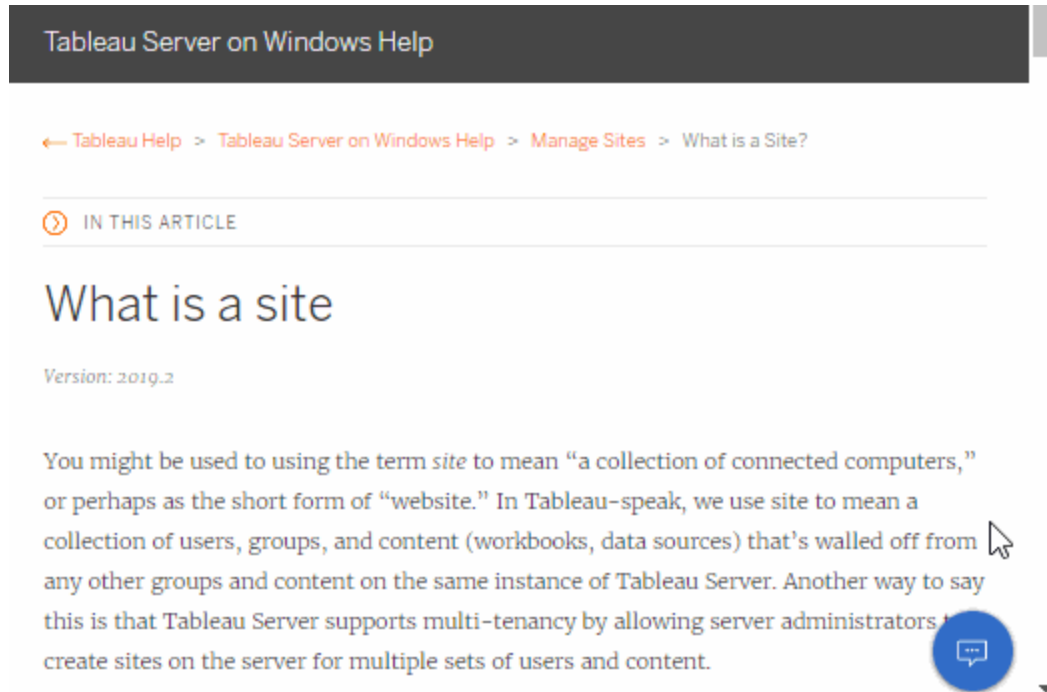 Tableau Server on Windows Help
← Tableau Help > Tableau Server on Windows Help > Manage Sites > What is a Site?
IN THIS ARTICLE
What is a site
Version: 2019.2
You might be used to using the term site to mean “a collection of connected computers,”
or perhaps as the short form of “website.” In Tableau-speak, we use site to mean a
collection of users, groups, and content (workbooks, data sources) that’s walled off from
any other groups and content on the same instance of Tableau Server. Another way to say
this is that Tableau Server supports multi-tenancy by allowing server administrators
create sites on the server for multiple sets of users and content.